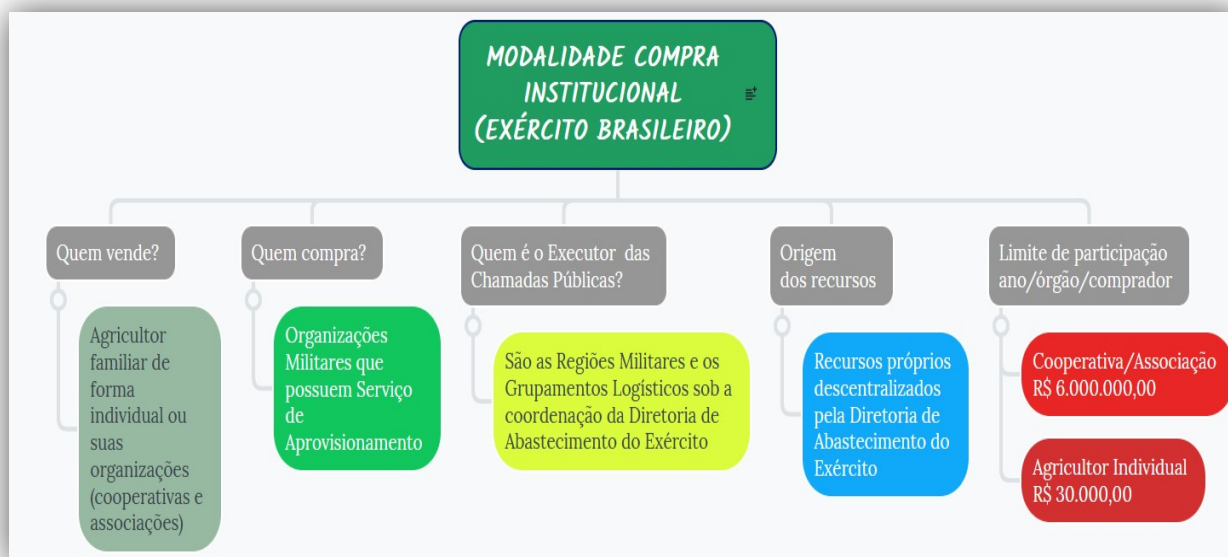 MODALIDADE COMPRA
INSTITUCIONAL
(EXÉRCITO BRASILEIRO)
Quem vende?
Agricultor
familiar de
forma
individual ou
suas
organizações
(cooperativas e
associações)
Quem compra?
Organizações
Militares que
possuem Serviço
de
Aprovisionamento
Quem é o Executor das
Chamadas Públicas?
São as Regiões Militares e os
Grupamentos Logísticos sob a
coordenação da Diretoria de
Abastecimento do Exército
Origem
dos recursos
Recursos próprios
descentralizados
pela Diretoria de
Abastecimento do
Exército
Limite de participação
ano/órgão/comprador
Cooperativa/Associação
R$ 6.000.000,00
Agricultor Individual
R$ 30.000,00